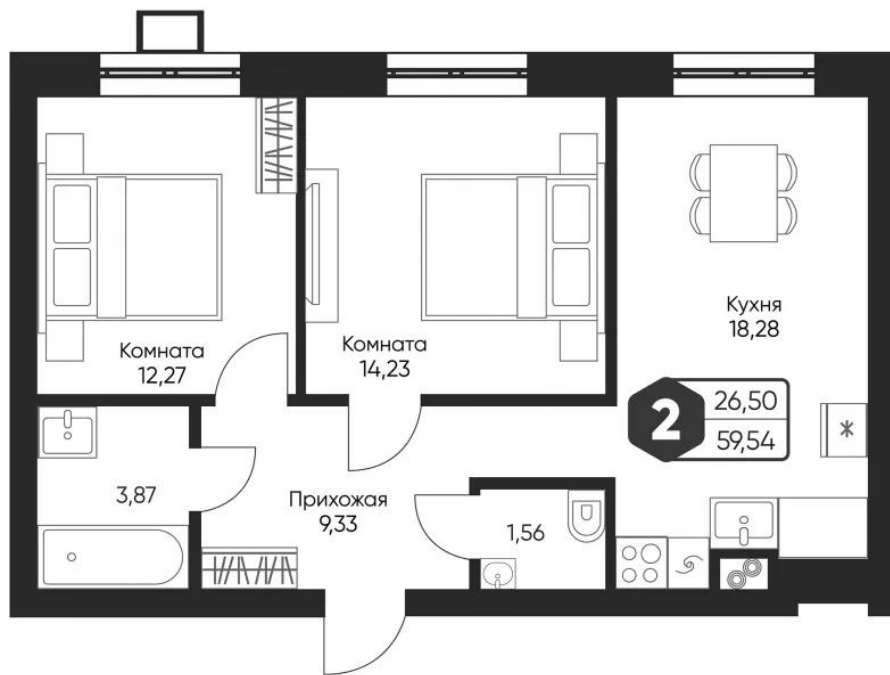 Комната
12,27
Комната
14,23
Кухня
18,28
2
26,50
59,54
3,87
Прихожая
9,33
1,56